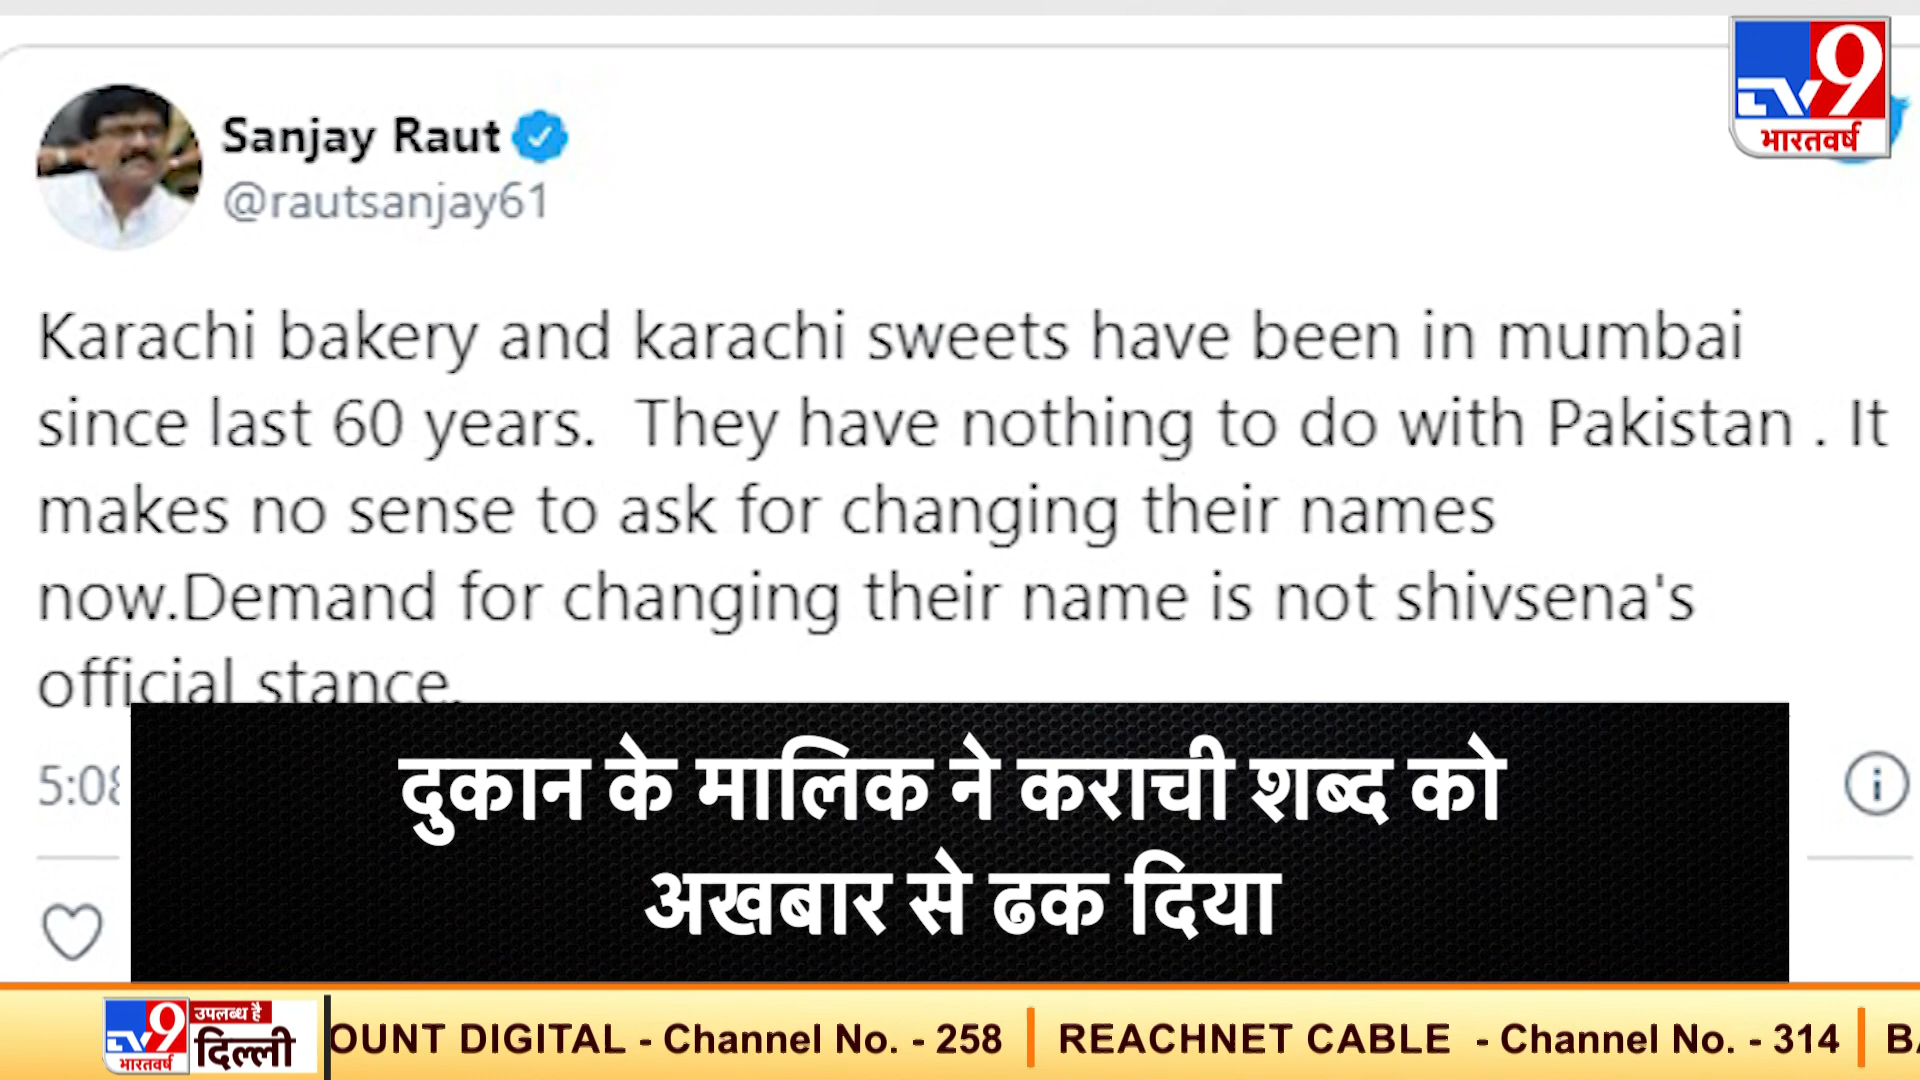 TV9
भारतवर्ष
Sanjay Raut
@rautsanjay61
Karachi bakery and karachi sweets have been in mumbai
since last 60 years.  They have nothing to do with Pakistan . It
makes no sense to ask for changing their names
now.Demand for changing their name is not shivsena's
official stance.
दुकान के मालिक ने कराची शब्द को
अखबार से ढक दिया
TV9
भारतवर्ष
उपलब्ध है
दिल्ली
OUNT DIGITAL - Channel No. - 258 | REACHNET CABLE - Channel No. - 314 |